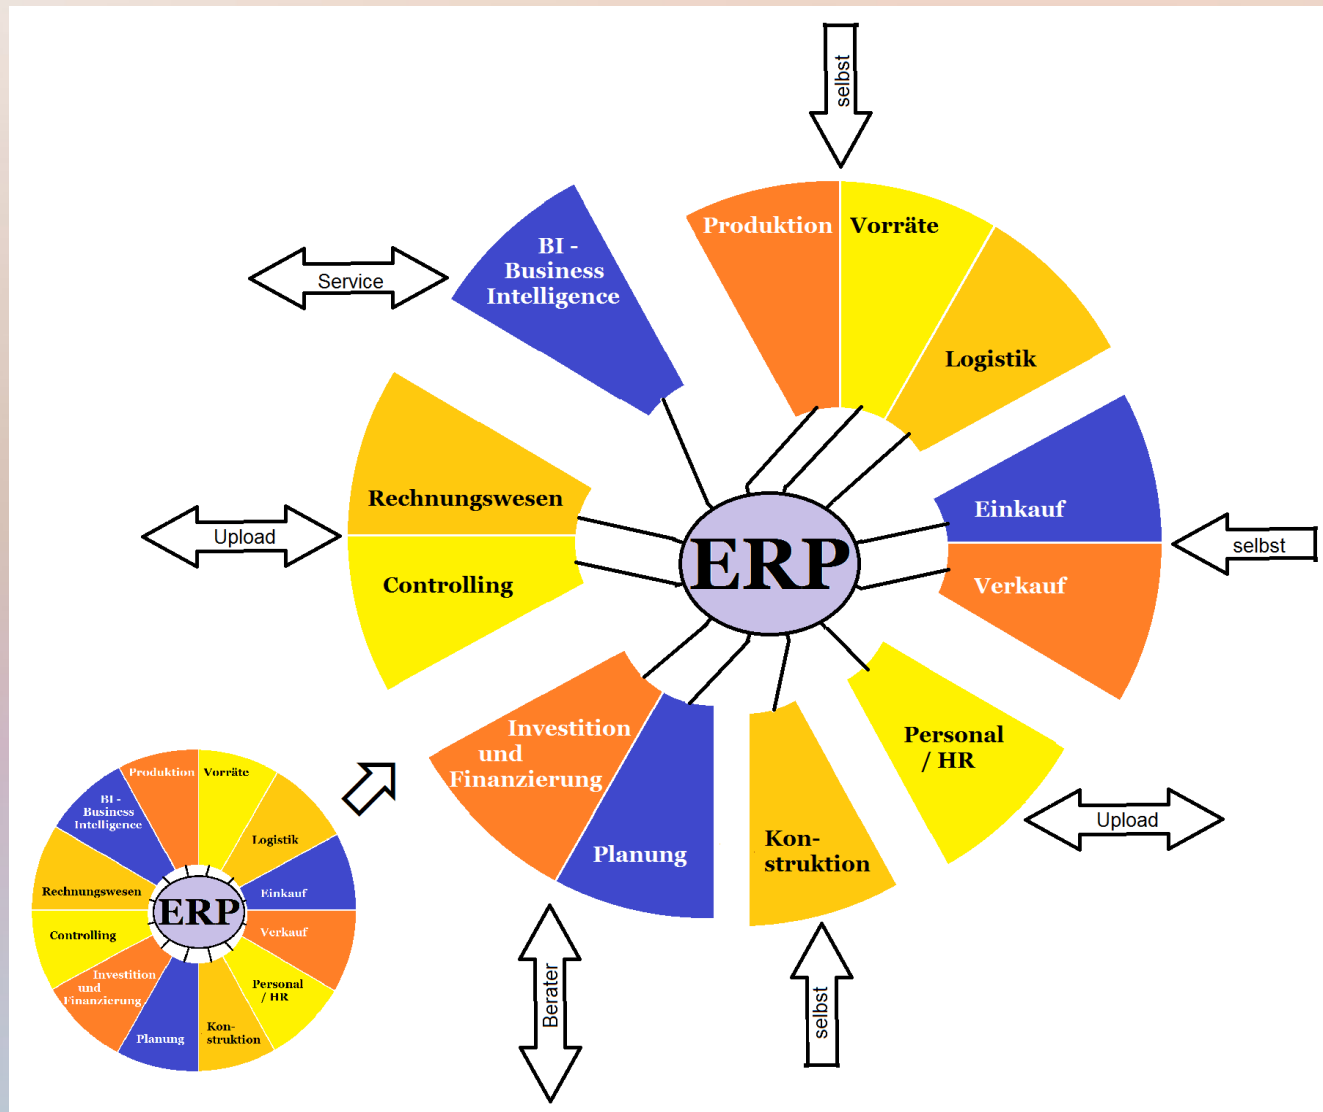 selbst
Produktion
Vorräte
BI -
Business
Intelligence
Service
Logistik
Rechnungswesen
Einkauf
Upload
ERP
selbst
Controlling
Verkauf
Investition
und
Finanzierung
Personal
/ HR
Planung
Kon-
struktion
Upload
Berater
selbst
Produktion
Vorräte
BI -
Business
Intelligence
Logistik
Rechnungswesen
Einkauf
ERP
Controlling
Verkauf
Investition
und
Finanzierung
Personal
/ HR
Planung
Kon-
struktion